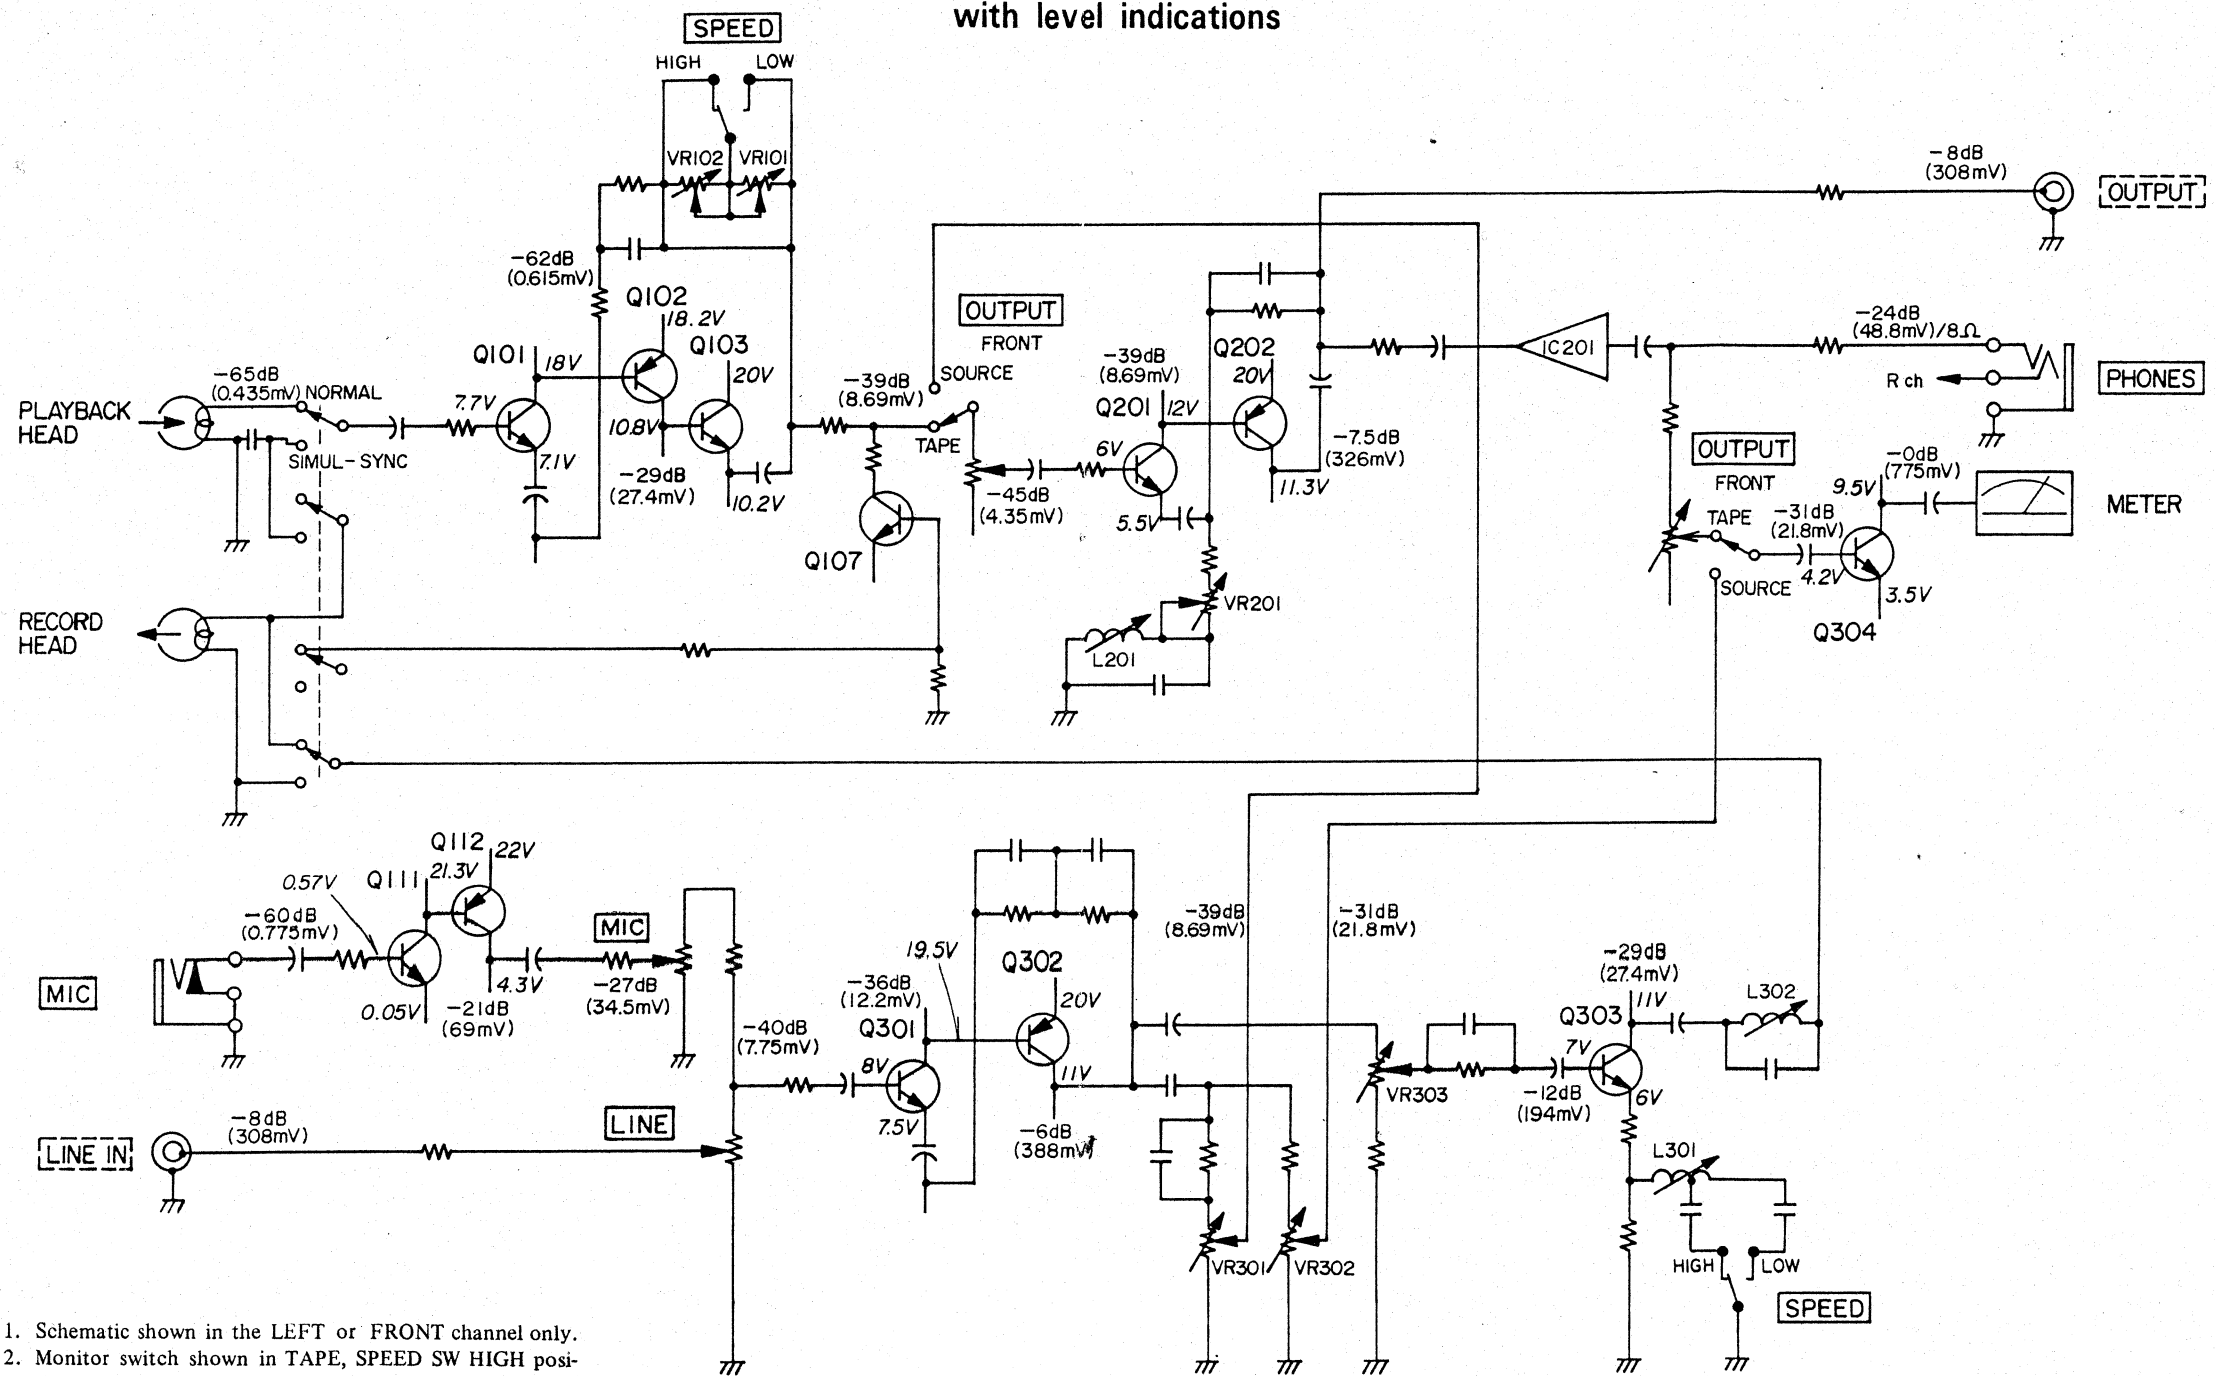 with level indications
SPEED
HIGH
LOW
VR102
VR101
-8dB
(308mV)
OUTPUT
-62dB
(0.615mV)
Q102
18.2V
Q101
18V
Q103
20V
OUTPUT
FRONT
SOURCE
-39dB
(8.69mV)
TAPE
-39dB
(8.69mV)
Q201
12V
Q202
20V
IC201
-24dB
(48.8mV)/8Ω
R ch
PHONES
PLAYBACK
HEAD
-65dB
(0.435mV)
NORMAL
SIMUL-SYNC
7.7V
7.1V
10.8V
-29dB
(27.4mV)
10.2V
Q107
-45dB
(4.35mV)
6V
5.5V
-7.5dB
(326mV)
11.3V
OUTPUT
FRONT
TAPE
SOURCE
-31dB
(21.8mV)
4.2V
9.5V
-0dB
(775mV)
METER
3.5V
Q304
RECORD
HEAD
VR201
L201
MIC
-60dB
(0.775mV)
0.57V
Q111
21.3V
Q112
22V
0.05V
-21dB
(69mV)
4.3V
MIC
-27dB
(34.5mV)
-40dB
(7.75mV)
-36dB
(12.2mV)
Q301
8V
7.5V
19.5V
Q302
20V
11V
-6dB
(388mV)
-39dB
(8.69mV)
-31dB
(21.8mV)
VR301
VR302
VR303
-12dB
(194mV)
-29dB
(27.4mV)
11V
Q303
7V
6V
L302
L301
HIGH
LOW
SPEED
LINE IN
-8dB
(308mV)
LINE
1. Schematic shown in the LEFT or FRONT channel only.
2. Monitor switch shown in TAPE, SPEED SW HIGH posi-